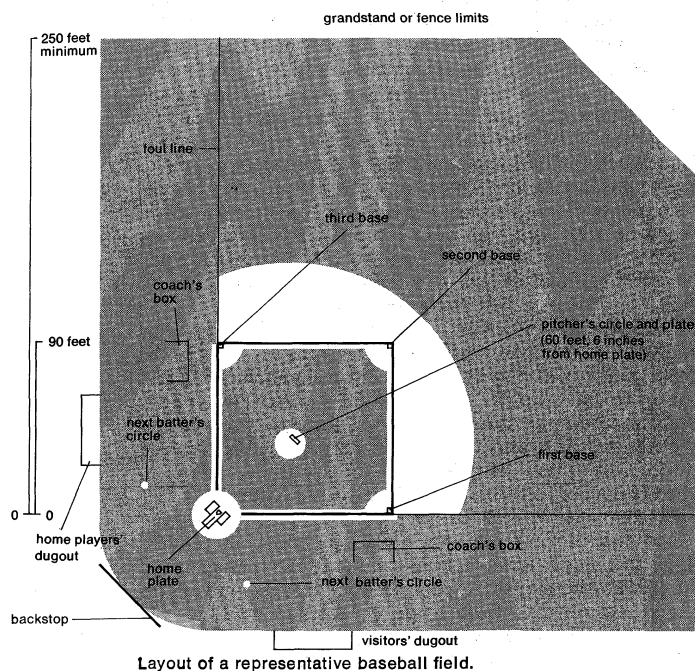 grandstand or fence limits
250 feet
minimum
foul line
third base
second base
coach's
box
pitcher's circle and plate
(60 feet, 6 inches
from home plate)
90 feet
next batter's
circle
first base
0 0
home players'
dugout
home
plate
coach's box
next batter's circle
backstop
visitors' dugout
Layout of a representative baseball field.